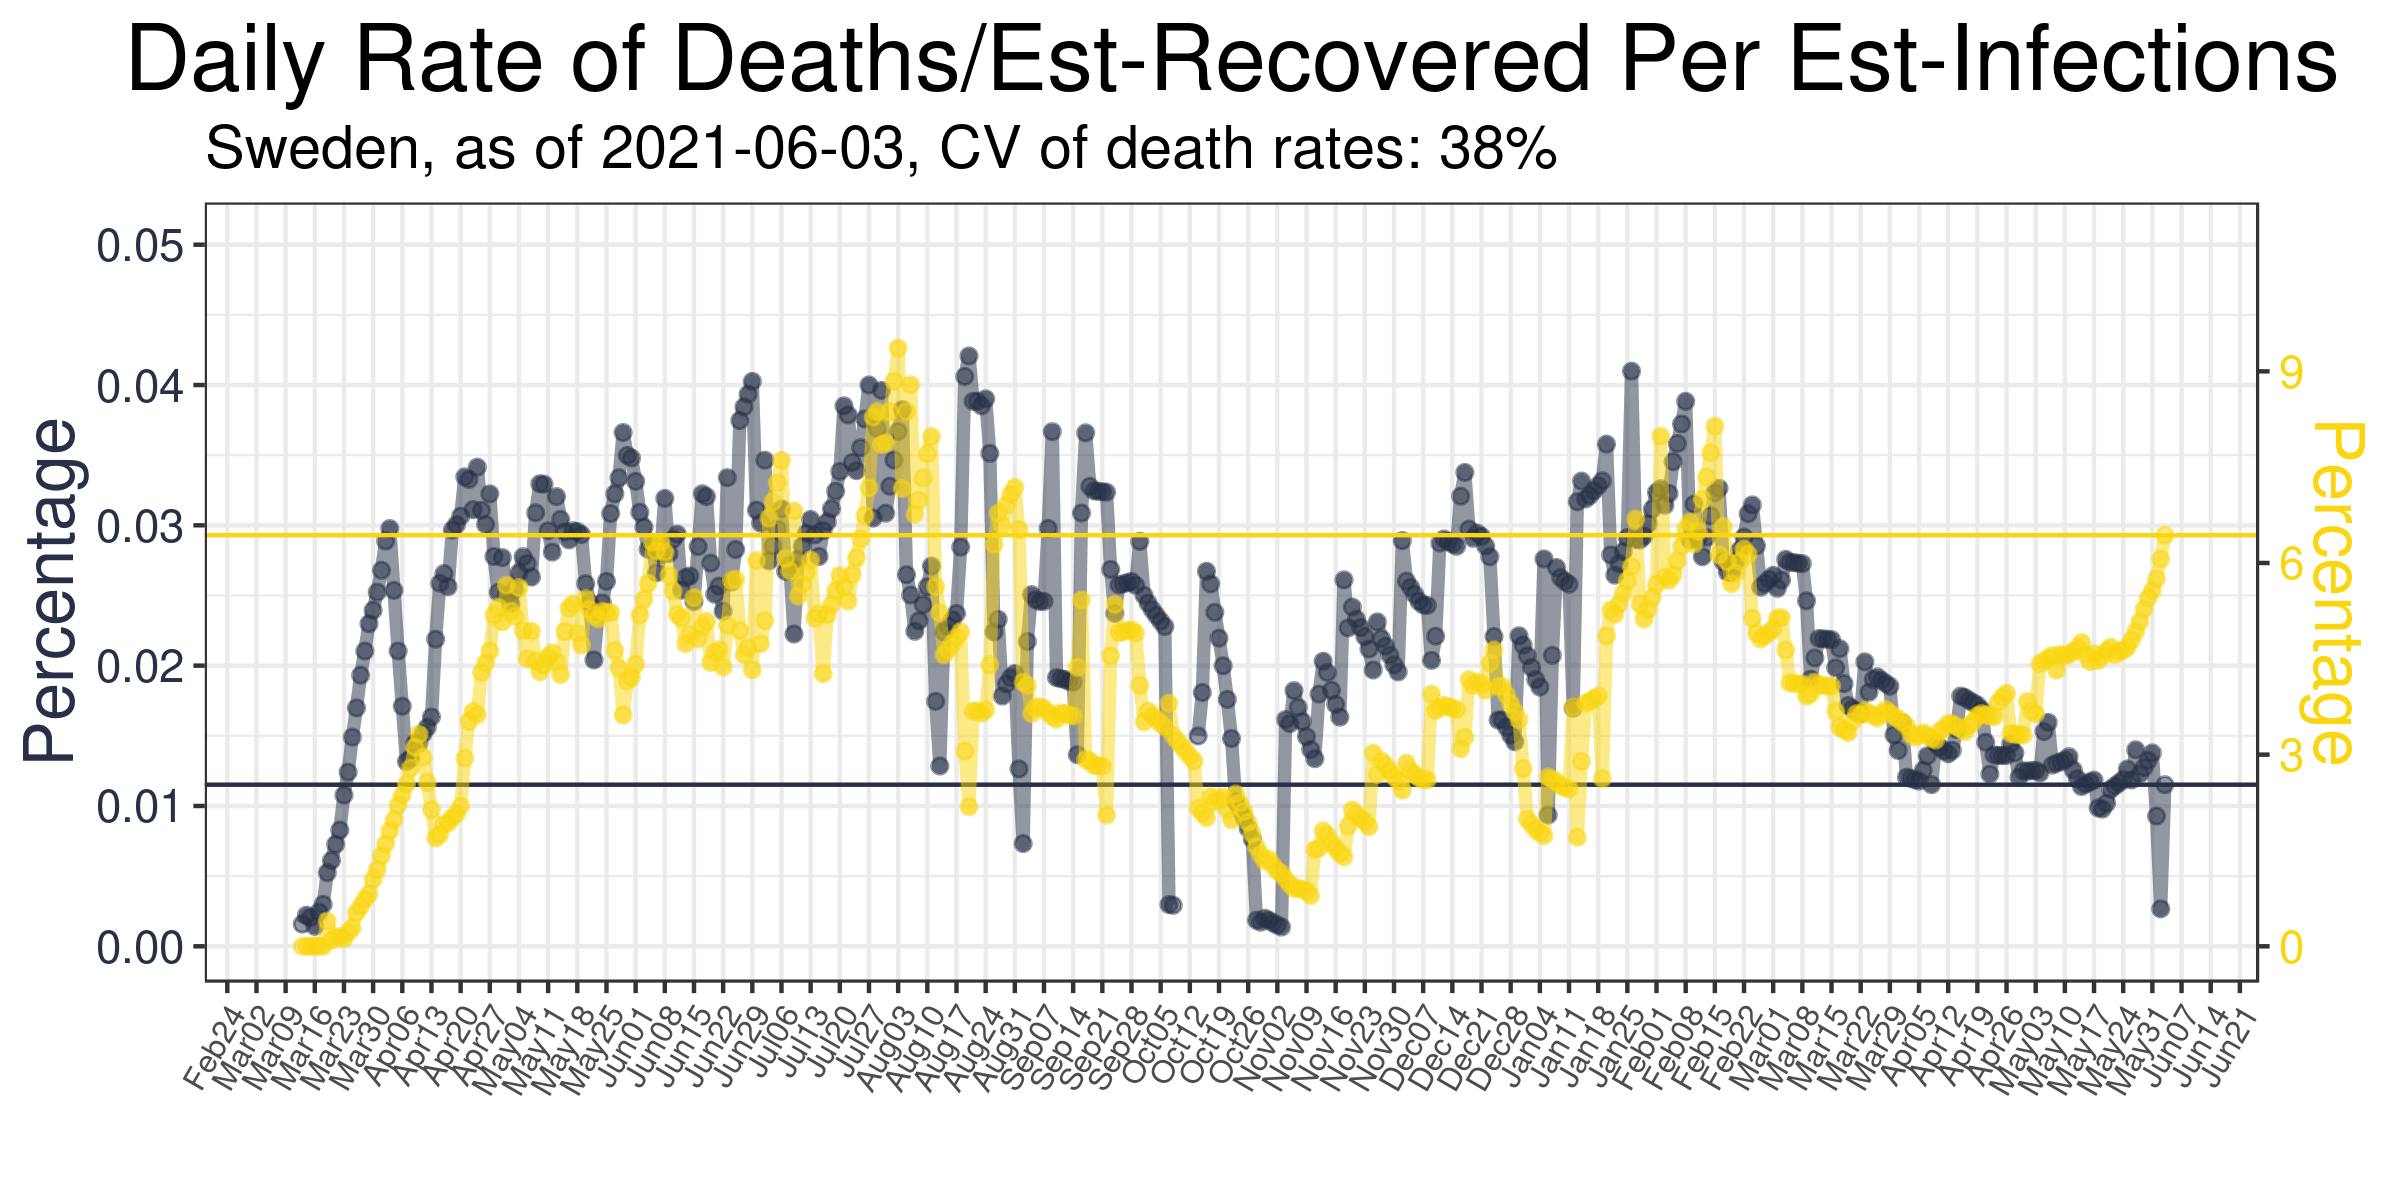 Daily Rate of Deaths/Est-Recovered Per Est-Infections
Sweden, as of 2021-06-03, CV of death rates: 38%
Percentage
0.05
0.04
0.03
0.02
0.01
0.00
9
6
3
0
Percentage
Feb24
Mar02
Mar09
Mar16
Mar23
Mar30
Apr06
Apr13
Apr20
Apr27
May04
May11
May18
May25
Jun01
Jun08
Jun15
Jun22
Jun29
Jul06
Jul13
Jul20
Jul27
Aug03
Aug10
Aug17
Aug24
Aug31
Sep07
Sep14
Sep21
Sep28
Oct05
Oct12
Oct19
Oct26
Nov02
Nov09
Nov16
Nov23
Nov30
Dec07
Dec14
Dec21
Dec28
Jan04
Jan11
Jan18
Jan25
Feb01
Feb08
Feb15
Feb22
Mar01
Mar08
Mar15
Mar22
Mar29
Apr05
Apr12
Apr19
Apr26
May03
May10
May17
May24
May31
Jun07
Jun14
Jun21